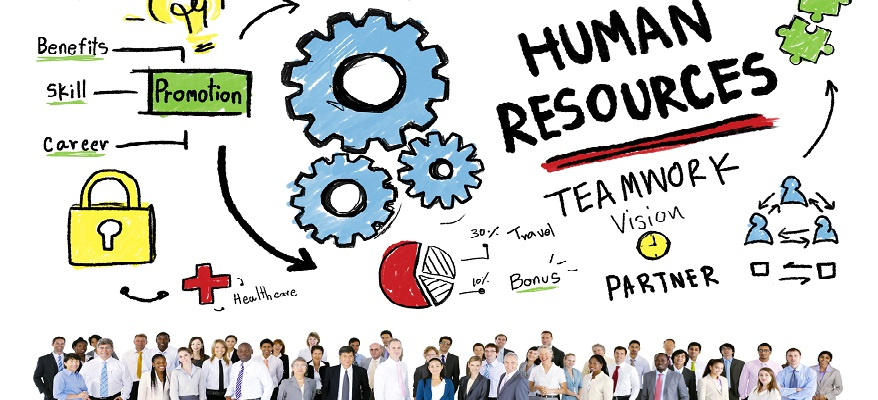 Benefits
Skill
Promotion
Career
Healthcare
HUMAN
RESOURCES
TEAMWORK
Vision
PARTNER
30% Travel
10% Bonus